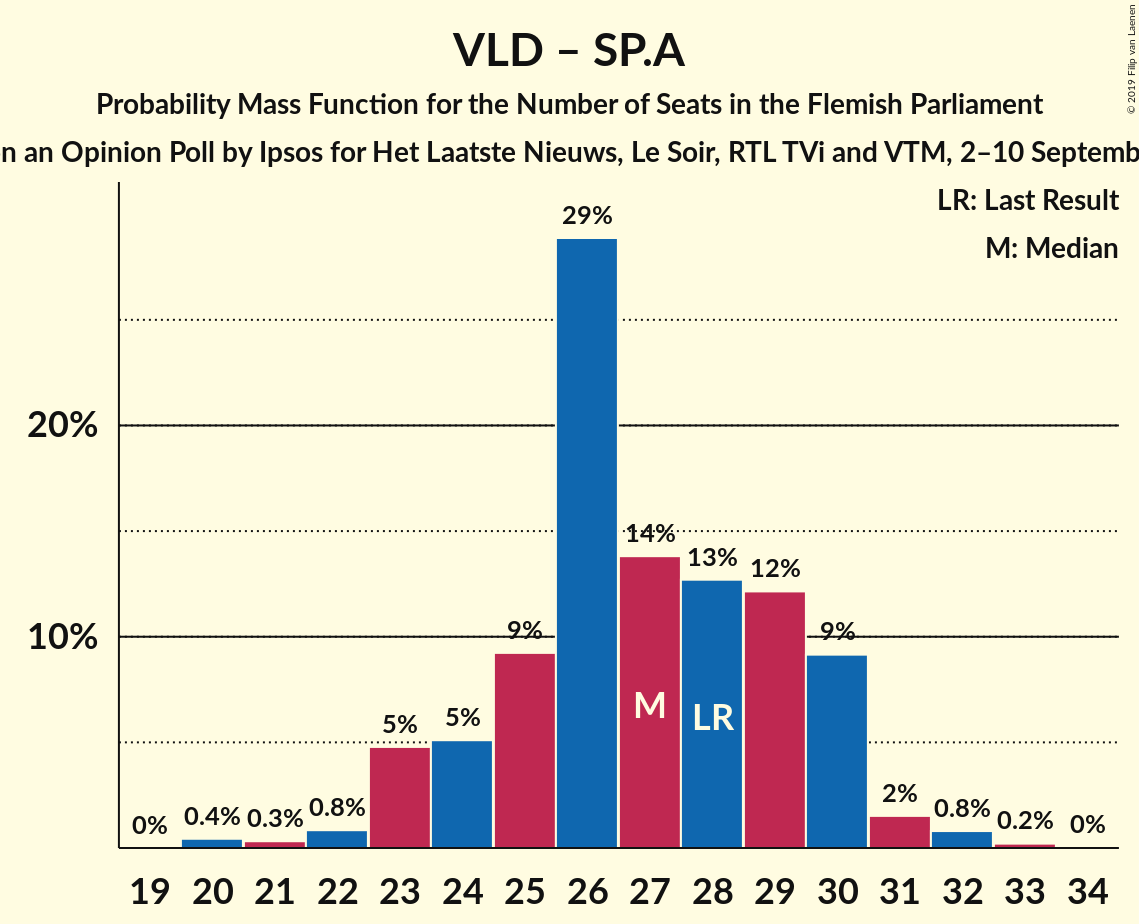 VLD – SP.A
Probability Mass Function for the Number of Seats in the Flemish Parliament
n an Opinion Poll by Ipsos for Het Laatste Nieuws, Le Soir, RTL TVi and VTM, 2–10 Septemb
© 2019 Filip van Laenen
LR: Last Result
M: Median
29%
20%
14%
13%
12%
10%
9%
9%
M
LR
5%
5%
2%
0%
0.4%
0.3%
0.8%
0.8%
0.2%
0%
19 20 21 22 23 24 25 26 27 28 29 30 31 32 33 34